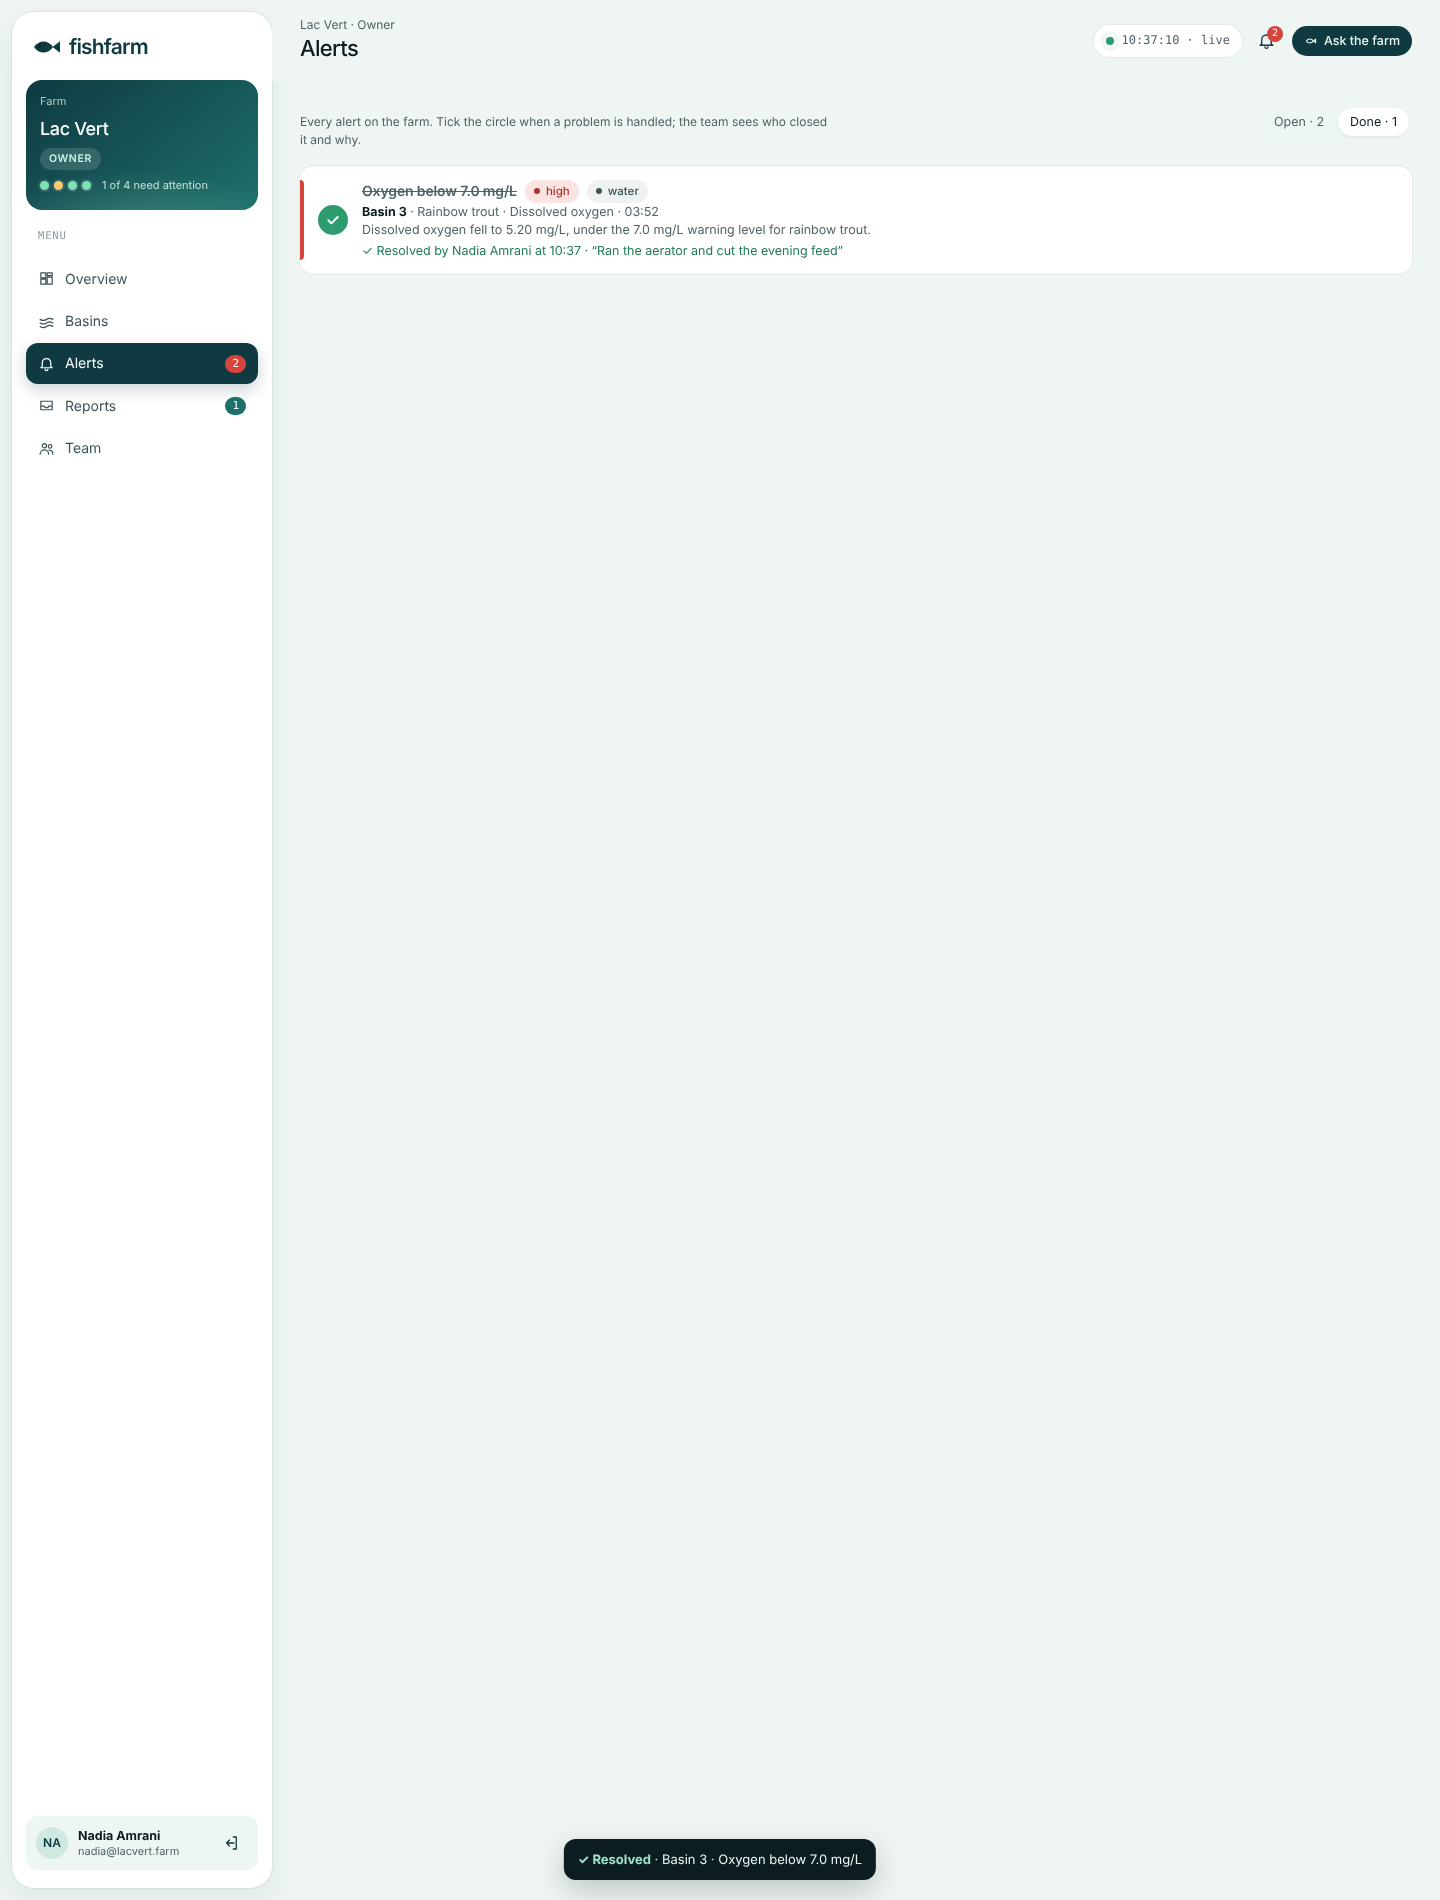 fishfarm
Farm
Lac Vert
OWNER
1 of 4 need attention
MENU
Overview
Basins
Alerts 2
Reports 1
Team
NA
Nadia Amrani
nadia@lacvert.farm
Lac Vert · Owner
Alerts
10:37:10 · live
2
Ask the farm
Every alert on the farm. Tick the circle when a problem is handled; the team sees who closed
it and why.
Open · 2
Done · 1
Oxygen below 7.0 mg/L high water
Basin 3 · Rainbow trout · Dissolved oxygen · 03:52
Dissolved oxygen fell to 5.20 mg/L, under the 7.0 mg/L warning level for rainbow trout.
✓ Resolved by Nadia Amrani at 10:37 · “Ran the aerator and cut the evening feed”
✓ Resolved · Basin 3 · Oxygen below 7.0 mg/L